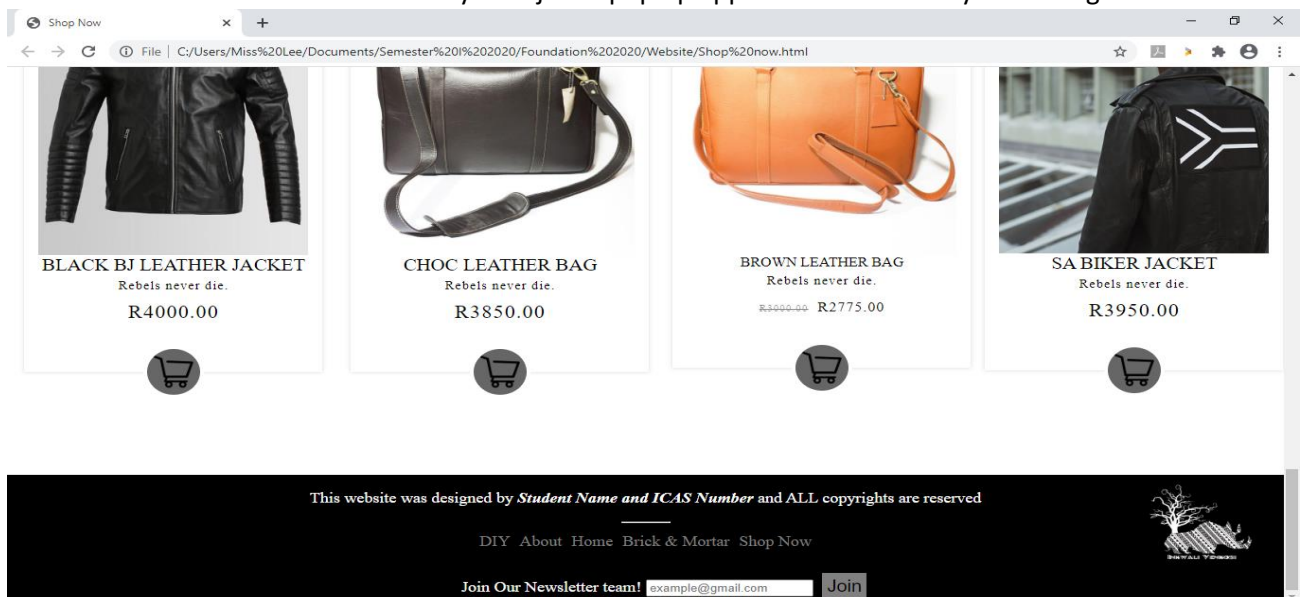 Shop Now
File | C:/Users/Miss%20Lee/Documents/Semester%20I%202020/Foundation%202020/Website/Shop%20now.html
BLACK BJ LEATHER JACKET
Rebels never die.
R4000.00
CHOC LEATHER BAG
Rebels never die.
R3850.00
BROWN LEATHER BAG
Rebels never die.
R3000.00 R2775.00
SA BIKER JACKET
Rebels never die.
R3950.00
This website was designed by Student Name and ICAS Number and ALL copyrights are reserved
DIY About Home Brick & Mortar Shop Now
Join Our Newsletter team! example@gmail.com Join